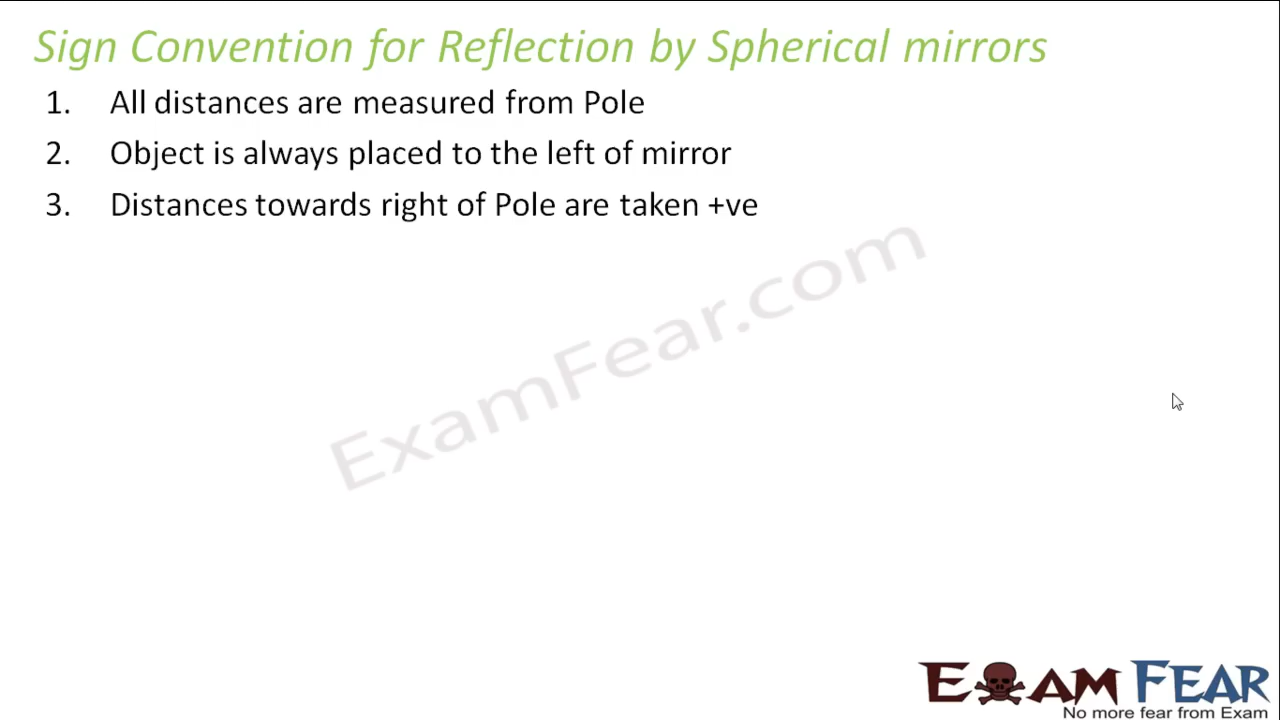 Sign Convention for Reflection by Spherical mirrors
1. All distances are measured from Pole
2. Object is always placed to the left of mirror
3. Distances towards right of Pole are taken +ve
ExamFear.com
EXAM FEAR
No more fear from Exam